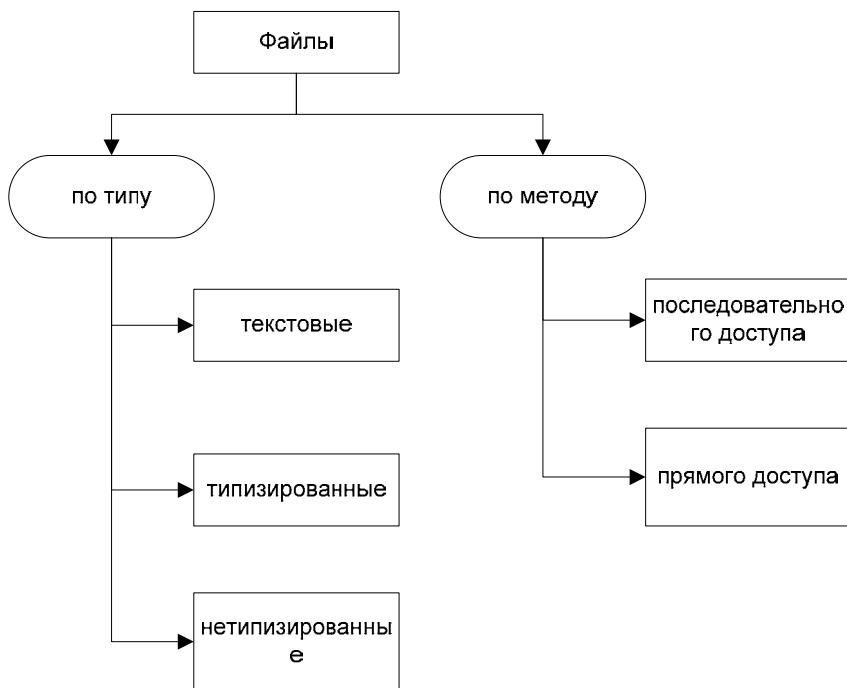 Файлы
по типу
по методу
текстовые
типизированные
нетипизированны
е
последовательно
го доступа
прямого доступа